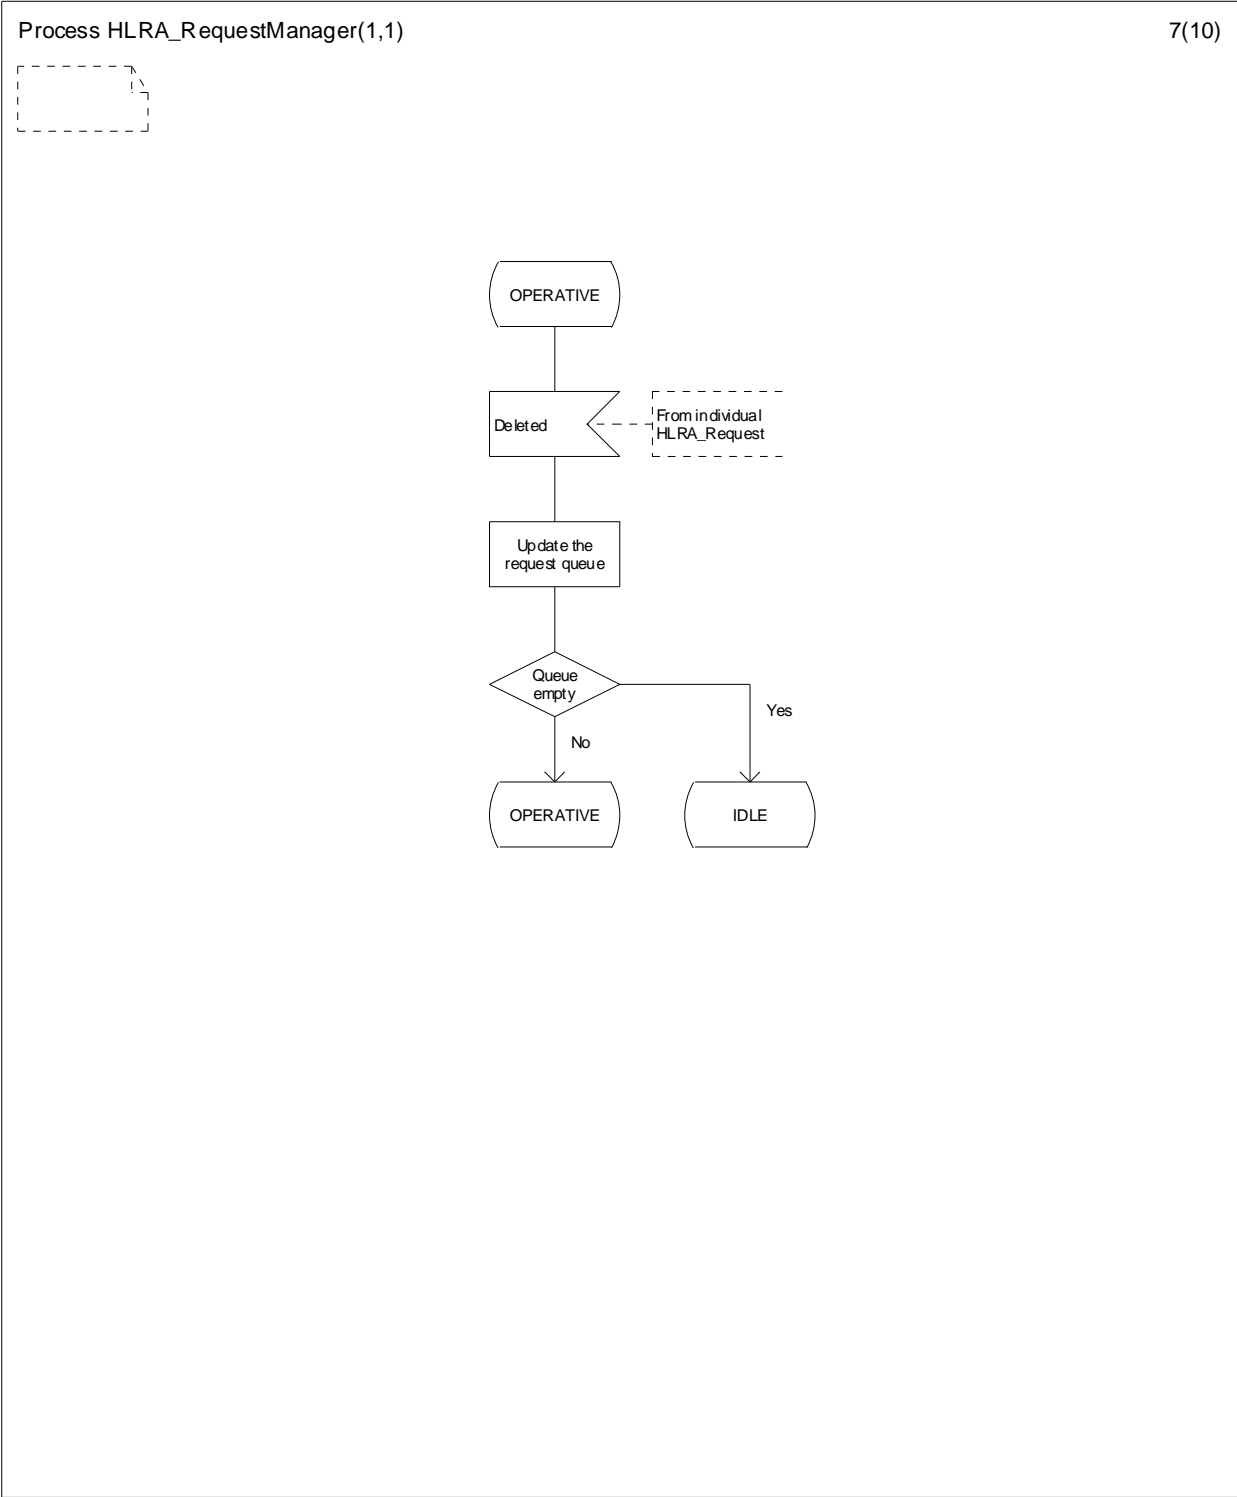 Process HLRA_RequestManager(1,1)
7(10)
OPERATIVE
Deleted
From individual
HLRA_Request
Update the
request queue
Queue
empty
Yes
No
OPERATIVE
IDLE